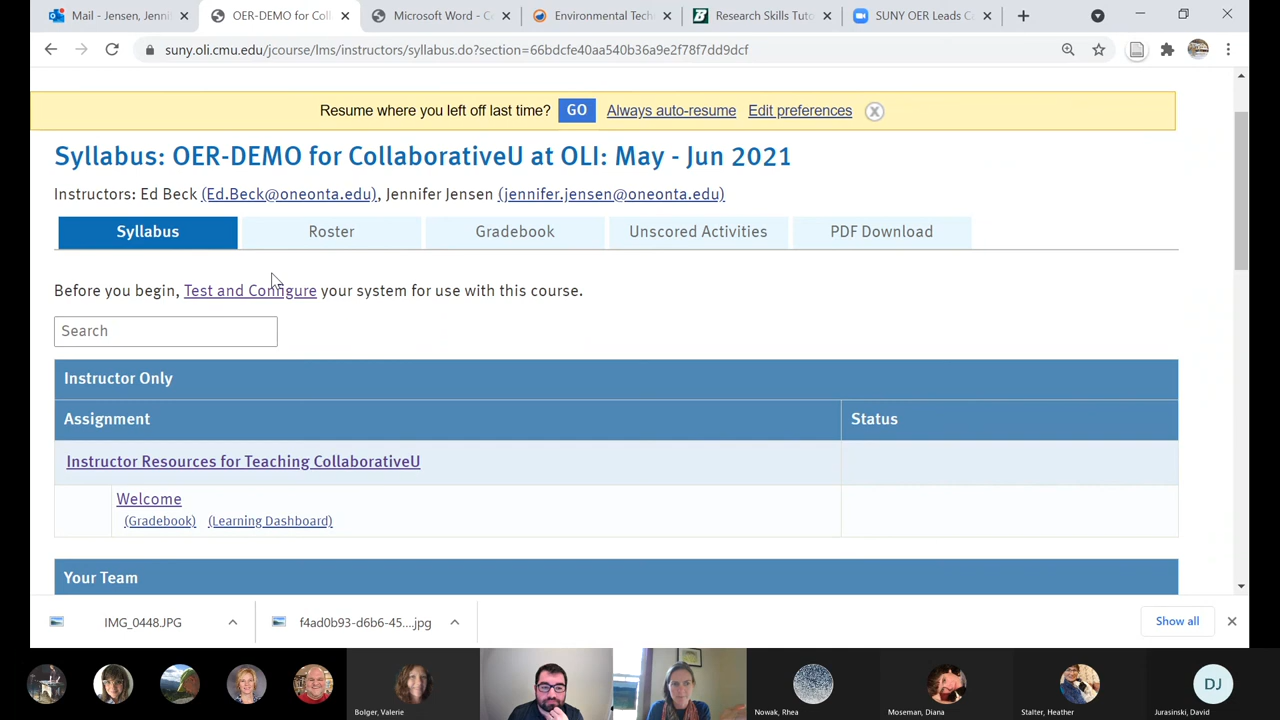 Mail - Jensen, Jenni
OER-DEMO for Coll
Microsoft Word - C
Environmental Tech
Research Skills Tuto
SUNY OER Leads C
suny.oli.cmu.edu/jcourse/lms/instructors/syllabus.do?section=66bdcfe40aa540b36a9e2f78f7dd9dcf
Resume where you left off last time? GO Always auto-resume Edit preferences
Syllabus: OER-DEMO for CollaborativeU at OLI: May - Jun 2021
Instructors: Ed Beck (Ed.Beck@oneonta.edu), Jennifer Jensen (jennifer.jensen@oneonta.edu)
Syllabus Roster Gradebook Unscored Activities PDF Download
Before you begin, Test and Configure your system for use with this course.
Search
Instructor Only
Assignment Status
Instructor Resources for Teaching CollaborativeU
Welcome
(Gradebook) (Learning Dashboard)
Your Team
IMG_0448.JPG
f4ad0b93-d6b6-45....jpg
Show all
DJ
Bolger, Valerie
Nowak, Rhea
Moseman, Diana
Stalter, Heather
Jurasinski, David